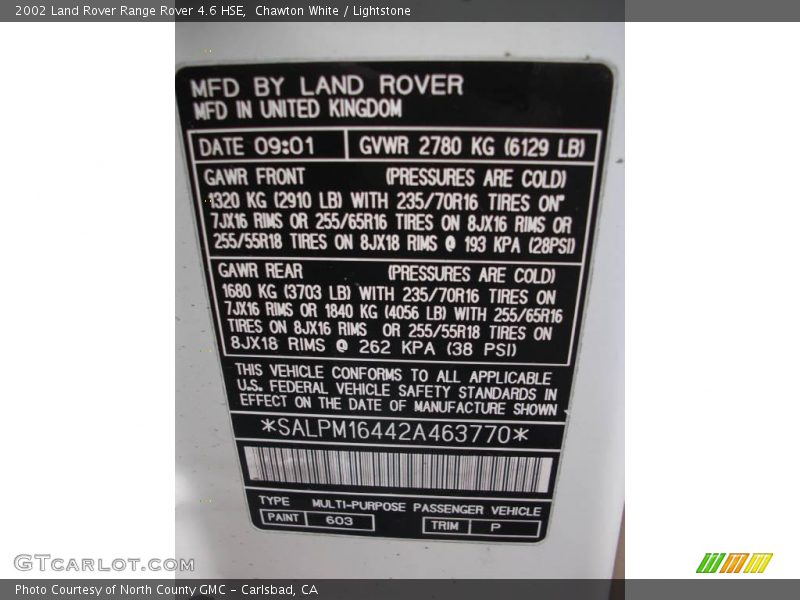 2002 Land Rover Range Rover 4.6 HSE,  Chawton White / Lightstone
MFD BY LAND ROVER
MFD IN UNITED KINGDOM
DATE 09:01 GVWR 2780 KG (6129 LB)
GAWR FRONT (PRESSURES ARE COLD)
1320 KG (2910 LB) WITH 235/70R16 TIRES ON
7JX16 RIMS OR 255/65R16 TIRES ON 8JX16 RIMS OR
255/55R18 TIRES ON 8JX18 RIMS @ 193 KPA (28PSI)
GAWR REAR (PRESSURES ARE COLD)
1680 KG (3703 LB) WITH 235/70R16 TIRES ON
7JX16 RIMS OR 1840 KG (4056 LB) WITH 255/65R16
TIRES ON 8JX16 RIMS OR 255/55R18 TIRES ON
8JX18 RIMS @ 262 KPA (38 PSI)
THIS VEHICLE CONFORMS TO ALL APPLICABLE
U.S. FEDERAL VEHICLE SAFETY STANDARDS IN
EFFECT ON THE DATE OF MANUFACTURE SHOWN
*SALPM16442A463770*
TYPE MULTI-PURPOSE PASSENGER VEHICLE
PAINT 603 TRIM P
GTCARLOT.COM
Photo Courtesy of North County GMC - Carlsbad, CA